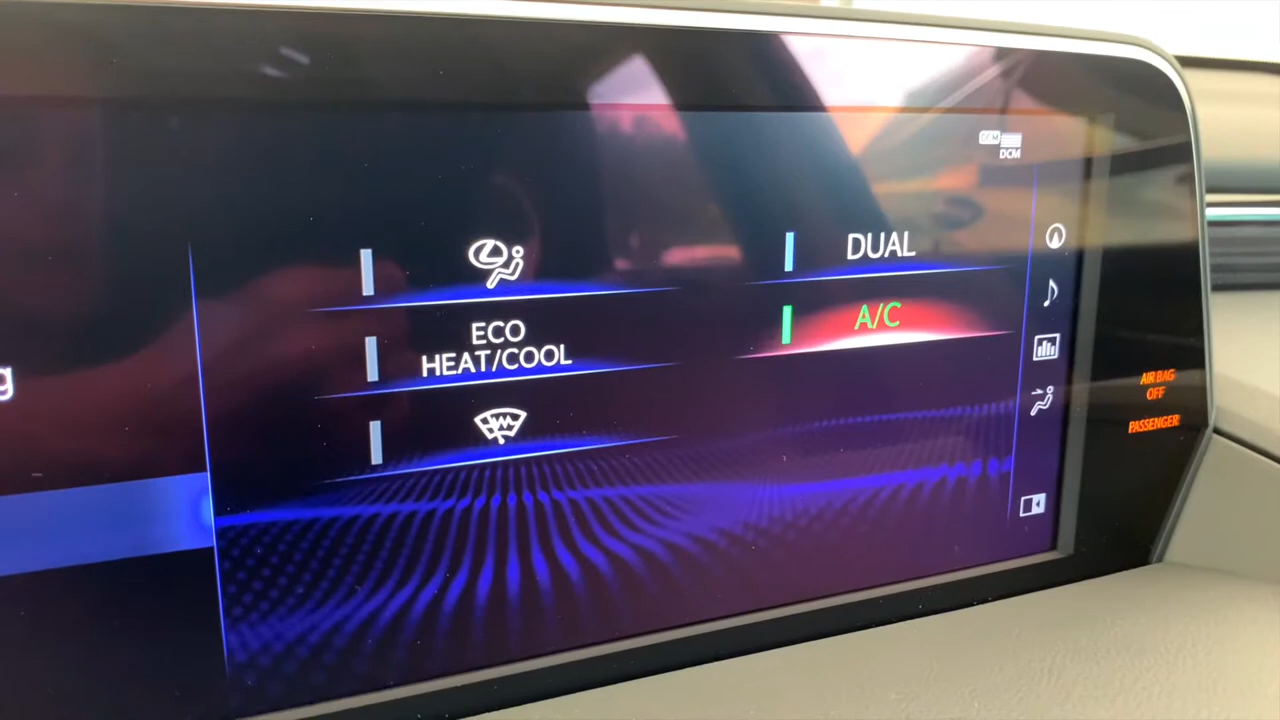 DCM
DUAL
ECO
HEAT/COOL
A/C
g
AIR BAG
OFF
PASSENGER